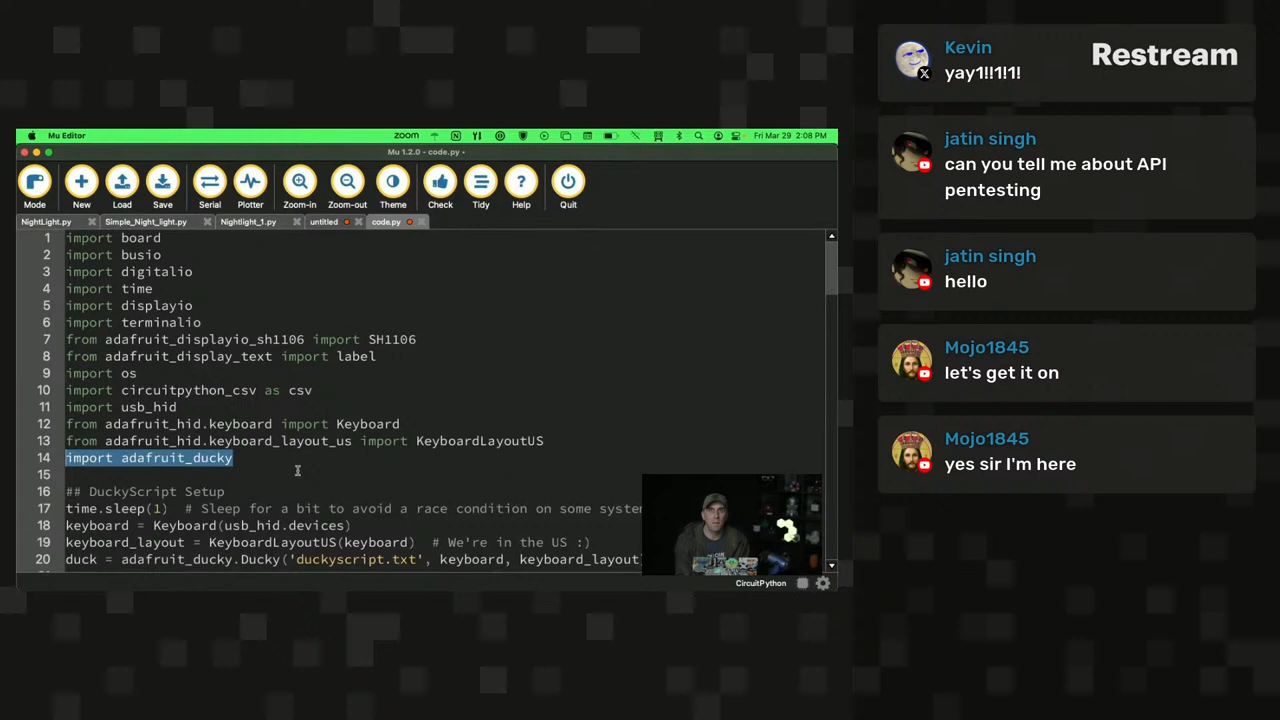 Mu Editor
zoom
Fri Mar 29 2:08 PM
Mu 1.2.0 - code.py
Mode
New
Load
Save
Serial
Plotter
Zoom-in
Zoom-out
Theme
Check
Tidy
Help
Quit
NightLight.py
Simple_Night_light.py
Nightlight_1.py
untitled
code.py
1 import board
2 import busio
3 import digitalio
4 import time
5 import displayio
6 import terminalio
7 from adafruit_displayio_sh1106 import SH1106
8 from adafruit_display_text import label
9 import os
10 import circuitpython_csv as csv
11 import usb_hid
12 from adafruit_hid.keyboard import Keyboard
13 from adafruit_hid.keyboard_layout_us import KeyboardLayoutUS
14 import adafruit_ducky
15
16 ## DuckyScript Setup
17 time.sleep(1) # Sleep for a bit to avoid a race condition on some system
18 keyboard = Keyboard(usb_hid.devices)
19 keyboard_layout = KeyboardLayoutUS(keyboard) # We're in the US :)
20 duck = adafruit_ducky.Ducky('duckyscript.txt', keyboard, keyboard_layout)
CircuitPython
Restream
Kevin
yay1!!1!1!
jatin singh
can you tell me about API
pentesting
jatin singh
hello
Mojo1845
let's get it on
Mojo1845
yes sir I'm here